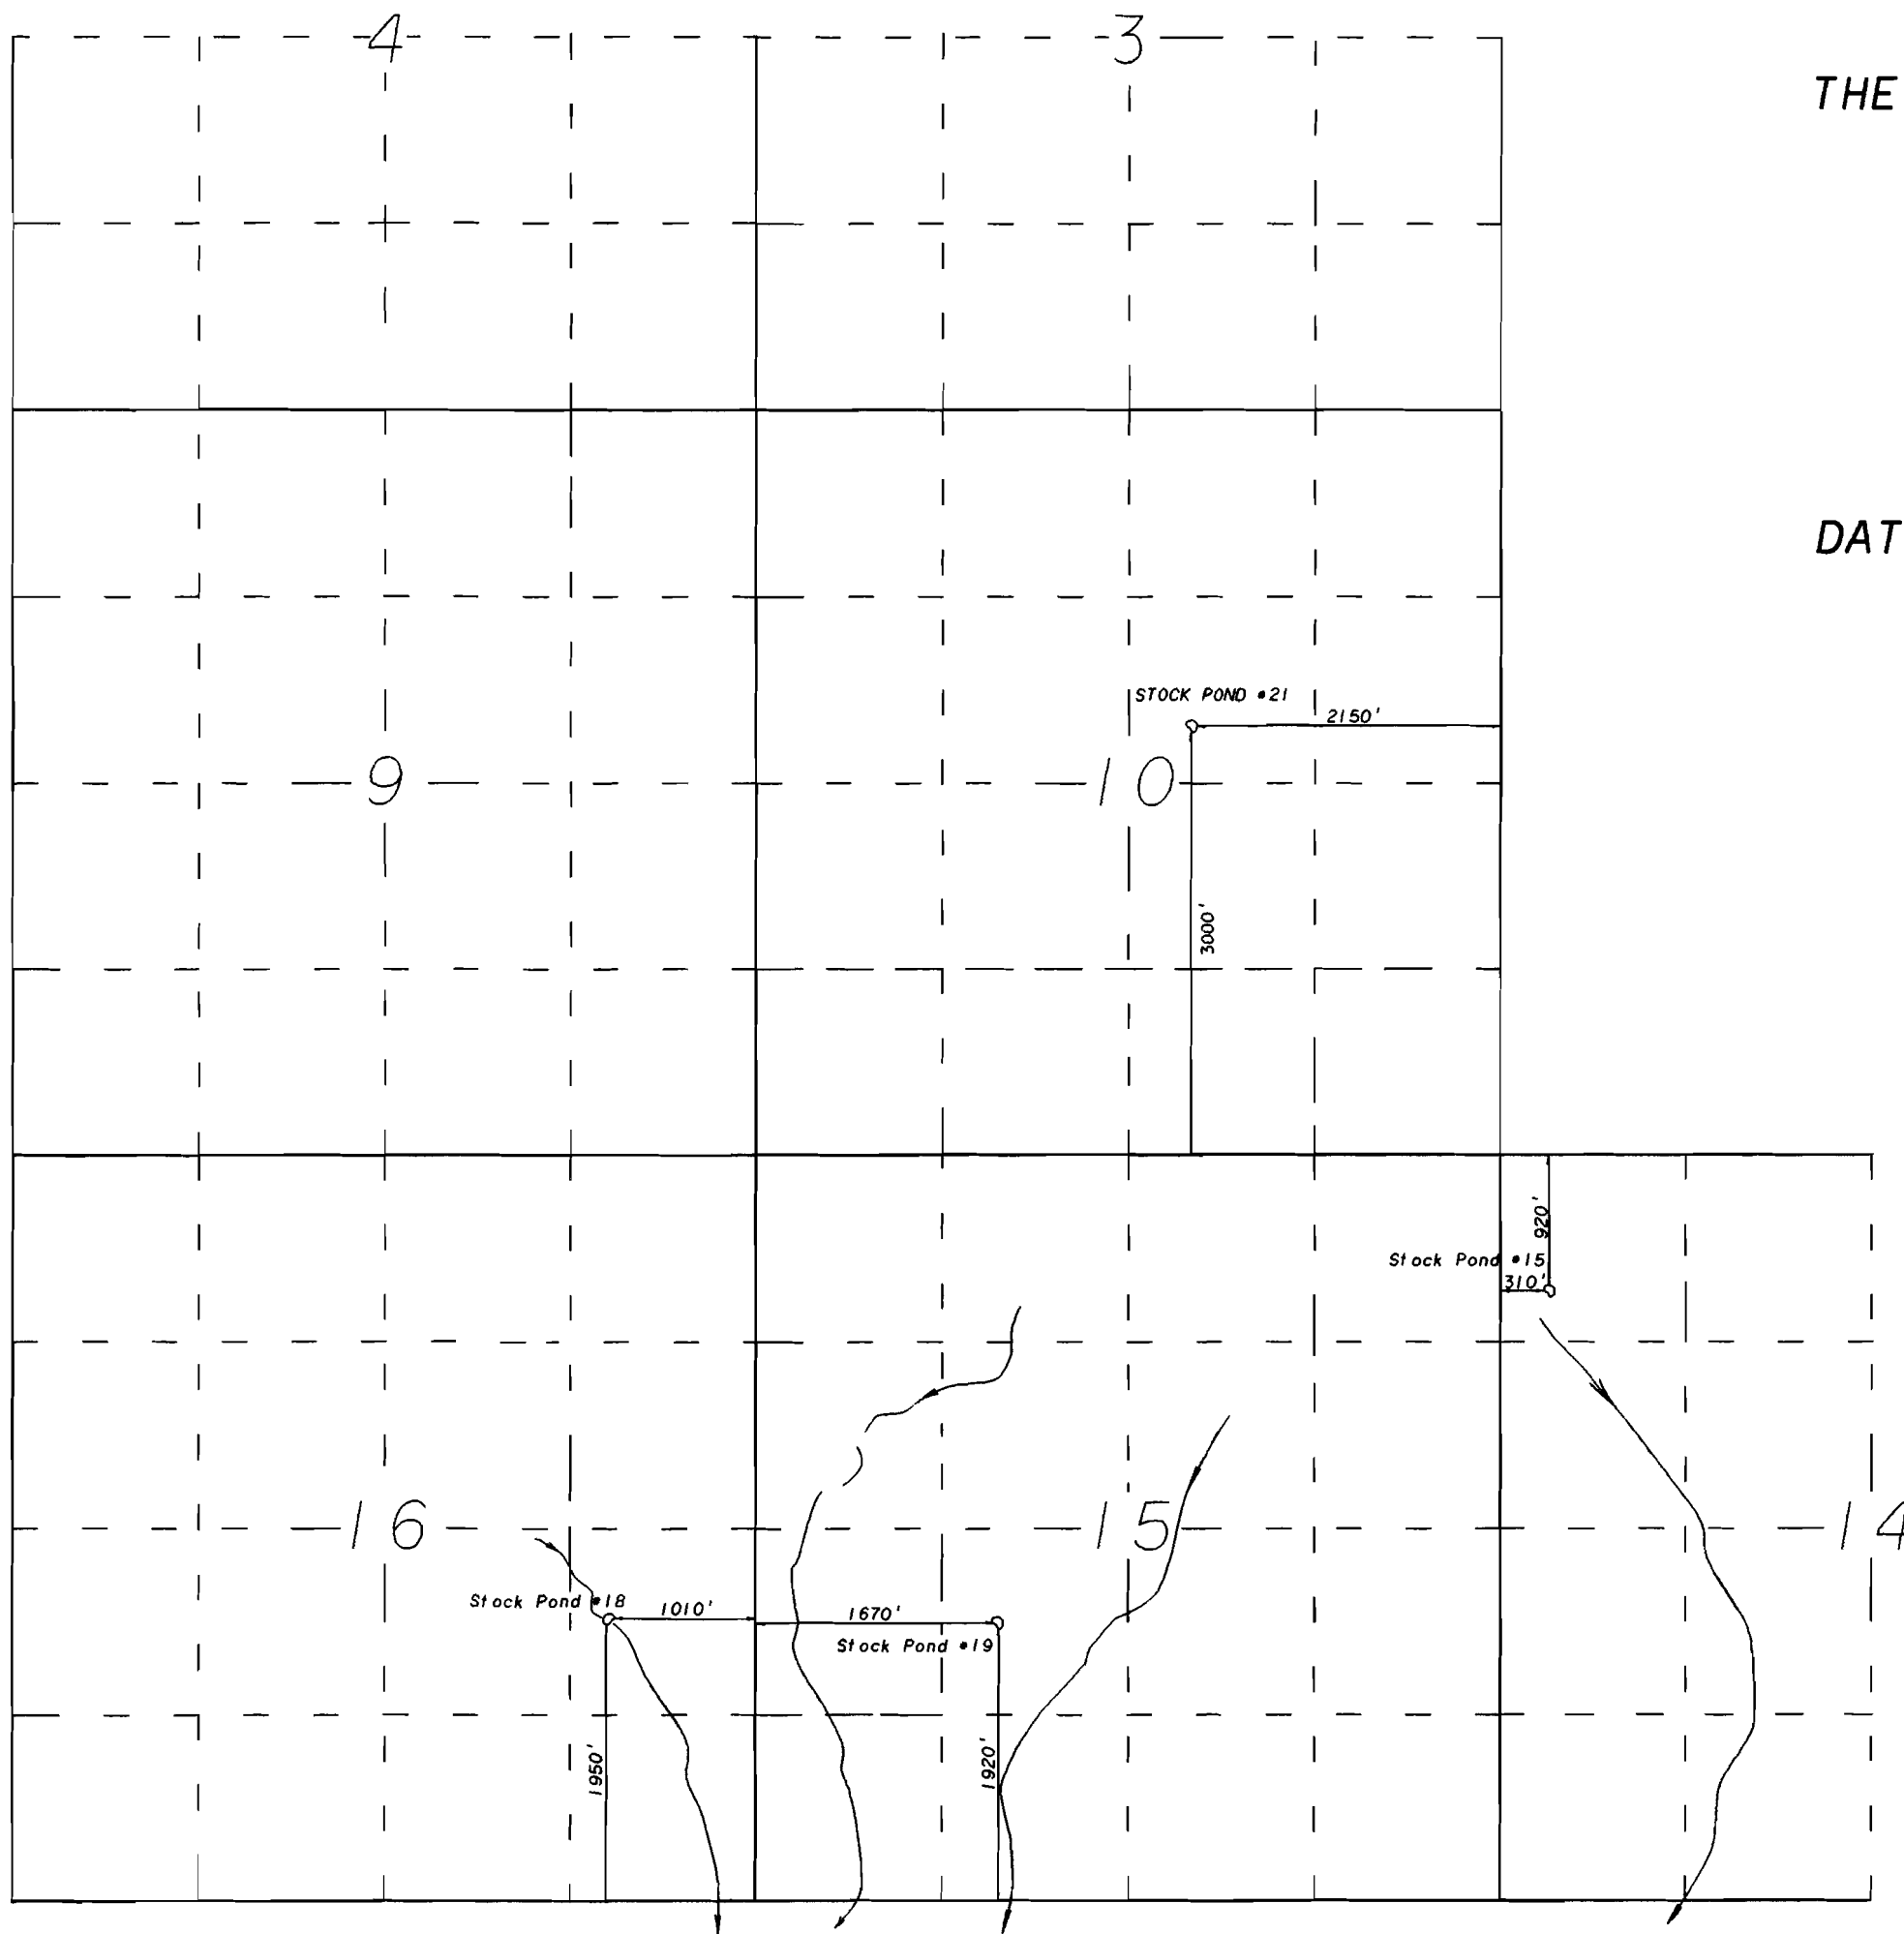 4
3
THE
DAT
STOCK POND #21
2150'
9
10
3000'
920'
Stock Pond #15
310'
16
15
14
Stock Pond #18
1010'
1670'
Stock Pond #19
1950'
1920'